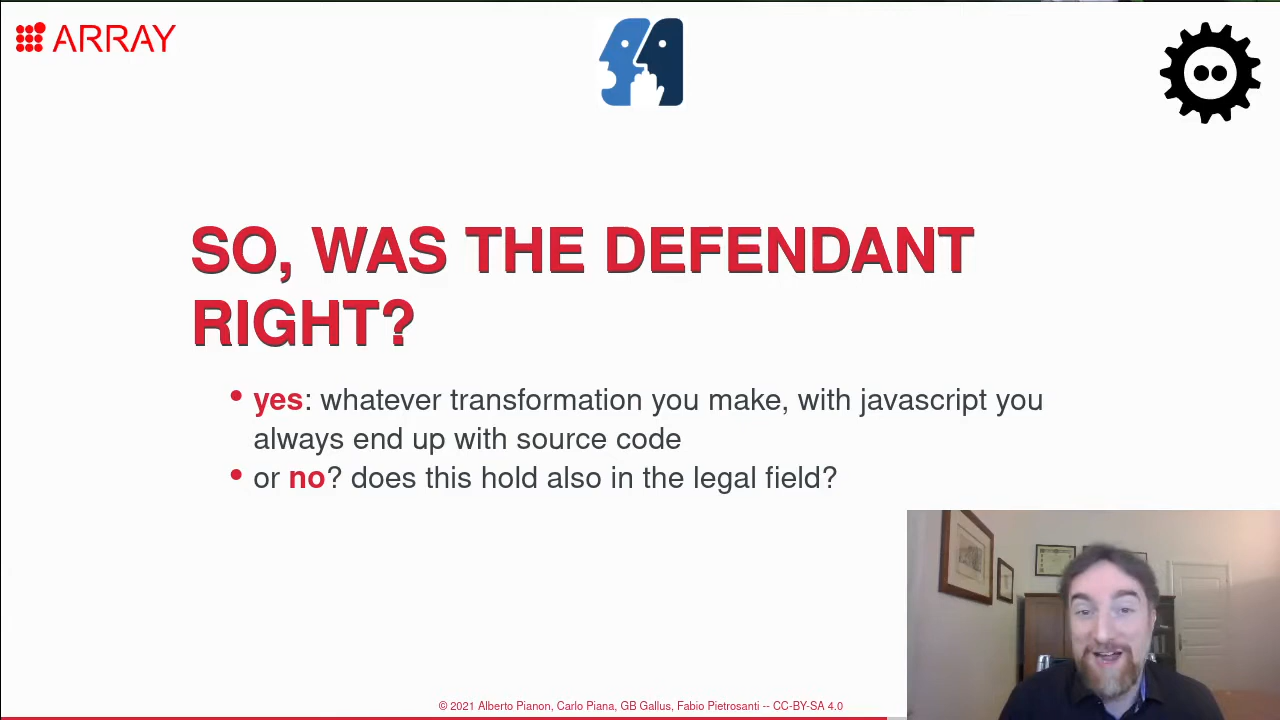 ARRAY
SO, WAS THE DEFENDANT
RIGHT?
• yes: whatever transformation you make, with javascript you
always end up with source code
• or no? does this hold also in the legal field?
© 2021 Alberto Pianon, Carlo Piana, GB Gallus, Fabio Pietrosanti -- CC-BY-SA 4.0